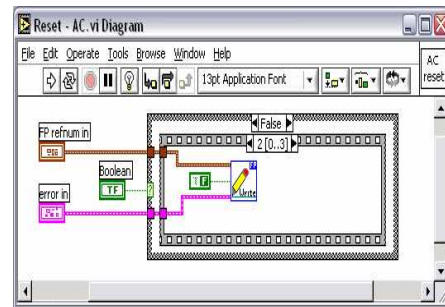 Reset - AC.vi Diagram
File Edit Operate Tools Browse Window Help
13pt Application Font
AC
reset
False
FP refnum in
2 [0..3]
Boolean
TF
?
T F
error in
Write